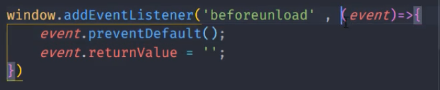 window.addEventListener('beforeunload' , (event)=>{
event.preventDefault();
event.returnValue = '';
})